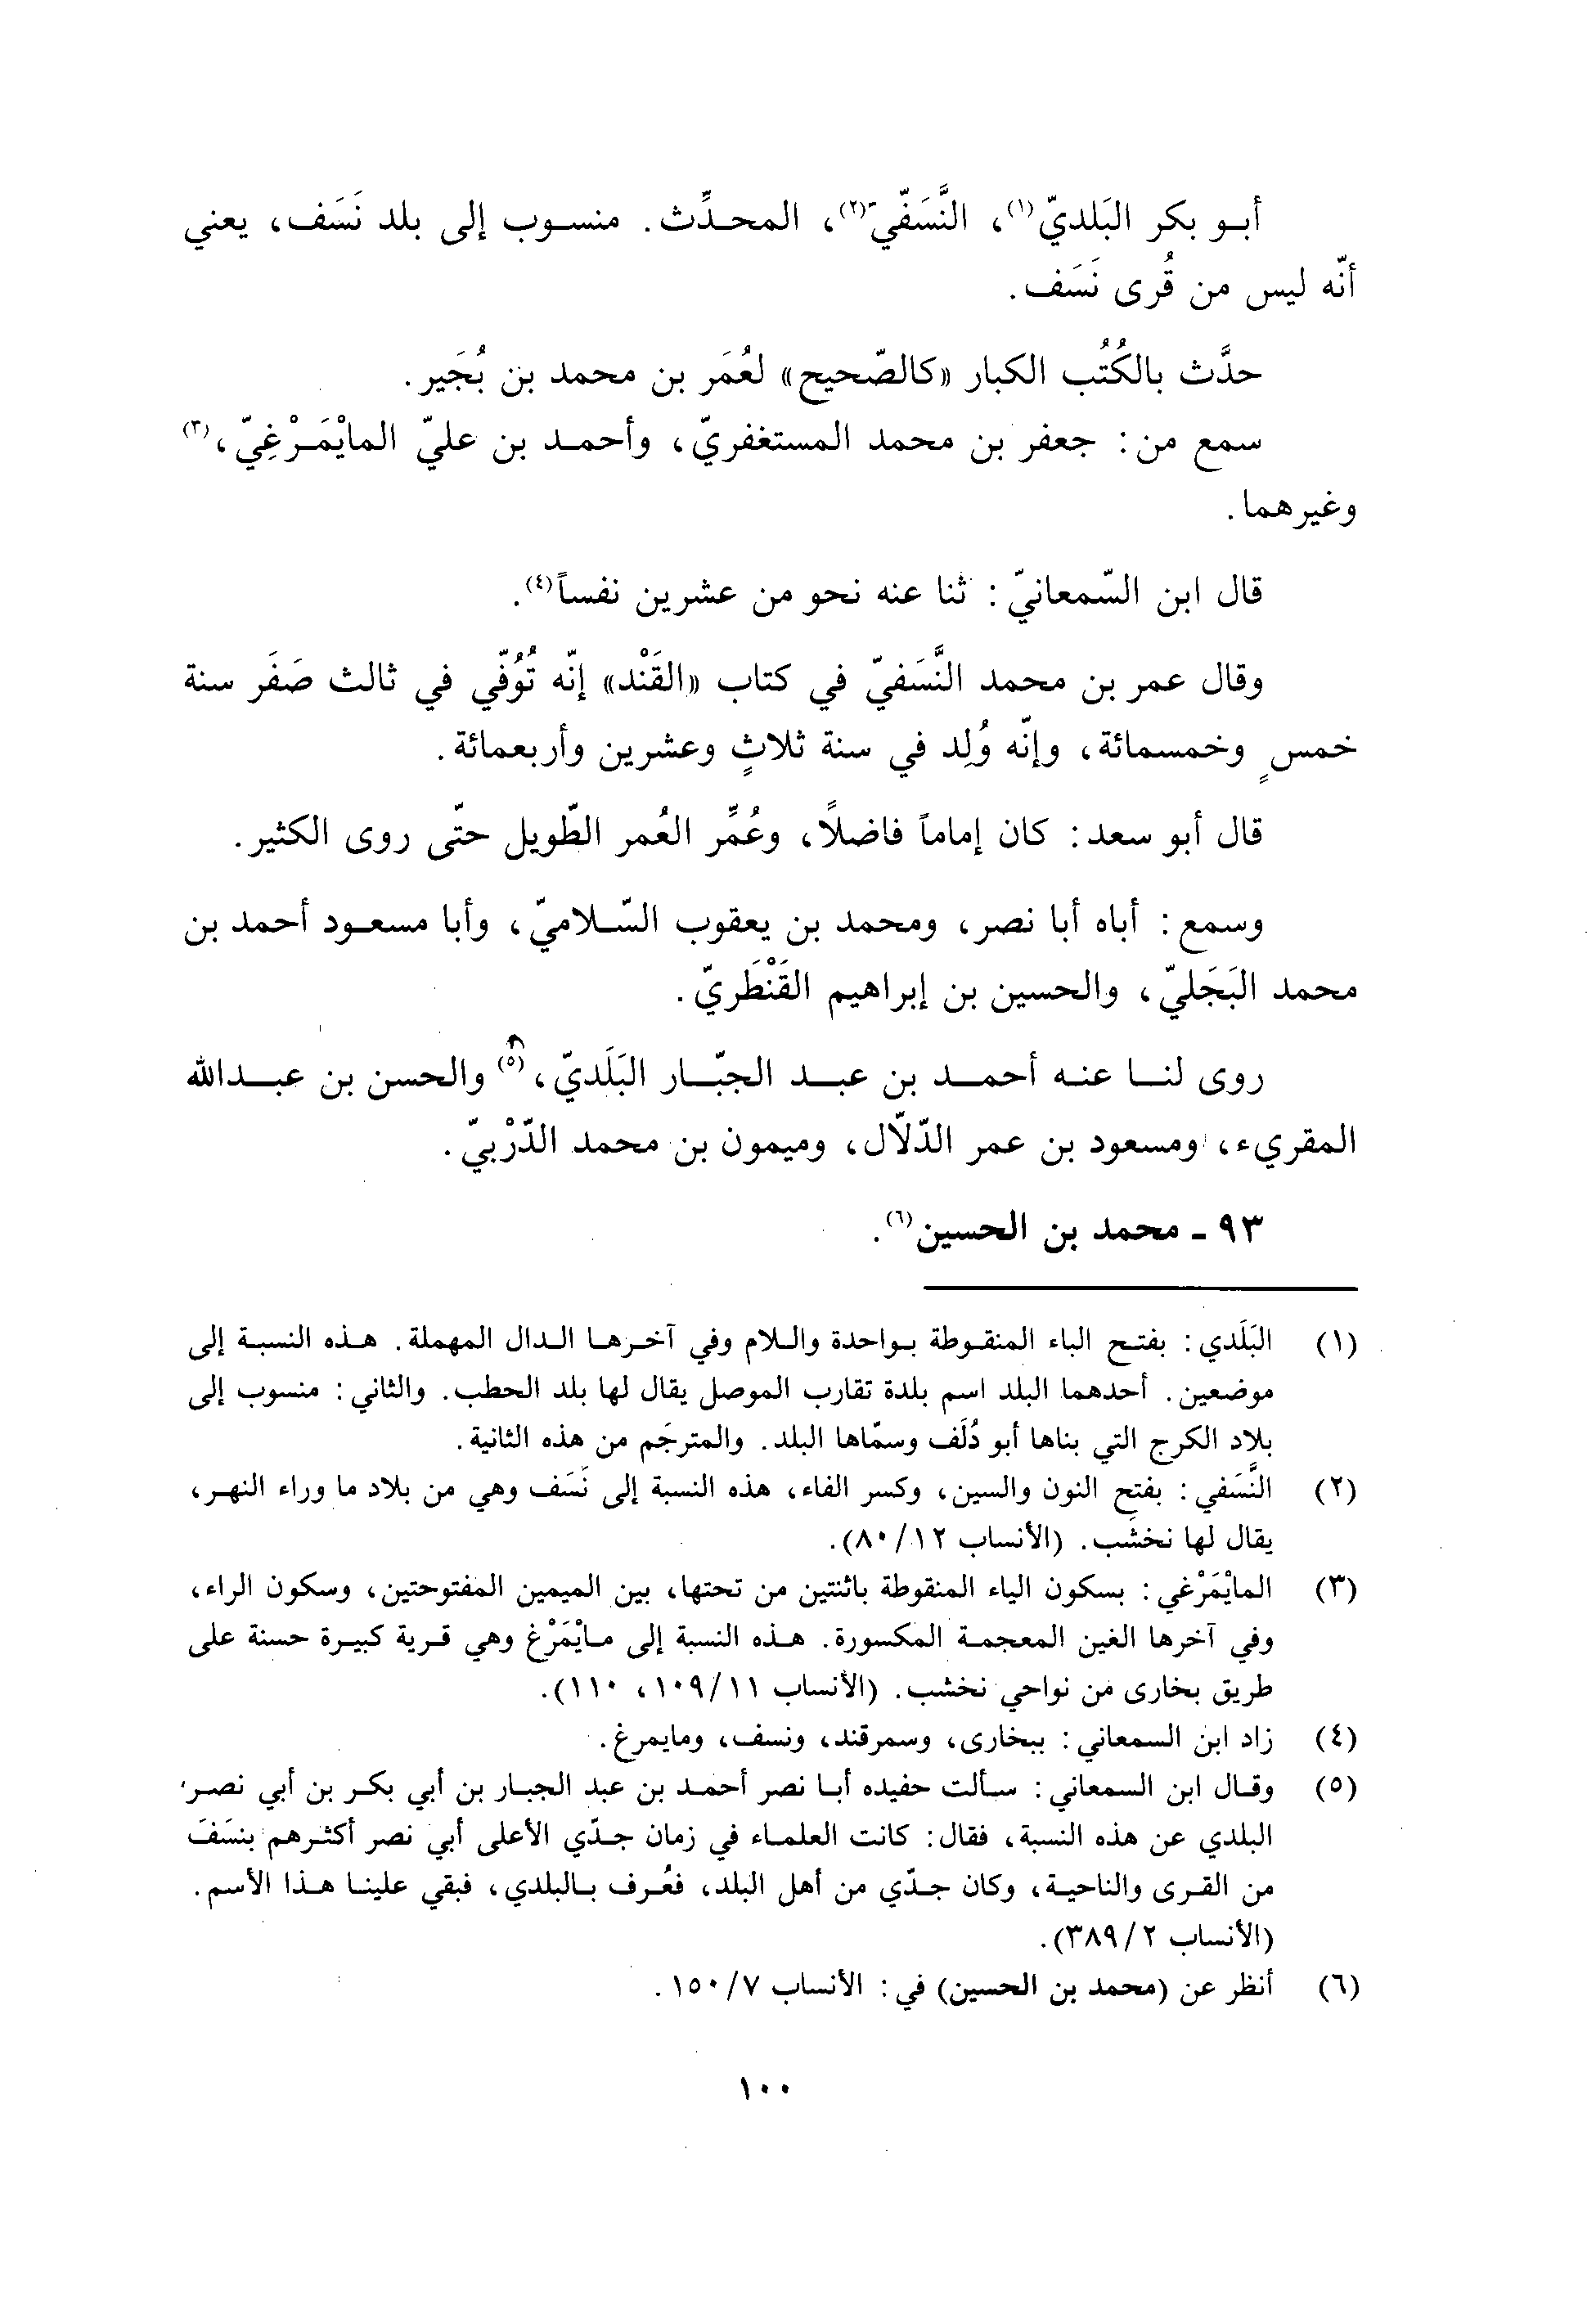 أبو بكر البَلديّ(١)، النَّسَفّي(٢)، المحدِّث. منسوب إلى بلد نَسَف، يعني
أنّه ليس من قُرى نَسَف.
حدَّث بالكُتُب الكبار «كالصّحيح» لعُمَر بن محمد بن بُجَير.
سمع من: جعفر بن محمد المستغفريّ، وأحمد بن عليّ المايْمَرْغِيّ،(٣)
وغيرهما.
قال ابن السّمعانيّ: ثنا عنه نحو من عشرين نفساً(٤).
وقال عمر بن محمد النَّسَفيّ في كتاب «القَنْد» إنّه تُوُفّي في ثالث صَفَر سنة
خمسٍ وخمسمائة، وإنّه وُلِد في سنة ثلاثٍ وعشرين وأربعمائة.
قال أبو سعد: كان إماماً فاضلاً، وعُمِّر العُمر الطّويل حتّى روى الكثير.
وسمع: أباه أبا نصر، ومحمد بن يعقوب السّلاميّ، وأبا مسعود أحمد بن
محمد البَجَليّ، والحسين بن إبراهيم القَنْطَريّ.
روى لنا عنه أحمد بن عبد الجبّار البَلَديّ،(٥) والحسن بن عبدالله
المقريء، ومسعود بن عمر الدّلّال، وميمون بن محمد الدّرْبيّ.
٩٣ ـ محمد بن الحسين(٦).
(١) البَلَدي: بفتح الباء المنقوطة بواحدة واللام وفي آخرها الدال المهملة. هذه النسبة إلى
موضعين. أحدهما البلد اسم بلدة تقارب الموصل يقال لها بلد الحطب. والثاني: منسوب إلى
بلاد الكرج التي بناها أبو دُلَف وسمّاها البلد. والمترجَم من هذه الثانية.
(٢) النَّسَفي: بفتح النون والسين، وكسر الفاء، هذه النسبة إلى نَسَف وهي من بلاد ما وراء النهر،
يقال لها نخشَب. (الأنساب ١٢/ ٨٠).
(٣) المايْمَرْغي: بسكون الياء المنقوطة باثنتين من تحتها، بين الميمين المفتوحتين، وسكون الراء،
وفي آخرها الغين المعجمة المكسورة. هذه النسبة إلى مايْمَرْغ وهي قرية كبيرة حسنة على
طريق بخارى من نواحي نخشب. (الأنساب ١١/ ١٠٩، ١١٠).
(٤) زاد ابن السمعاني: ببخارى، وسمرقند، ونسف، ومايمرغ.
(٥) وقال ابن السمعاني: سألت حفيده أبا نصر أحمد بن عبد الجبار بن أبي بكر بن أبي نصر
البلدي عن هذه النسبة، فقال: كانت العلماء في زمان جدّي الأعلى أبي نصر أكثرهم بنسَفَ
من القرى والناحية، وكان جدّي من أهل البلد، فعُرف بالبلدي، فبقي علينا هذا الأسم.
(الأنساب ٢/ ٣٨٩).
(٦) أنظر عن (محمد بن الحسين) في: الأنساب ٧/ ١٥٠.
١٠٠